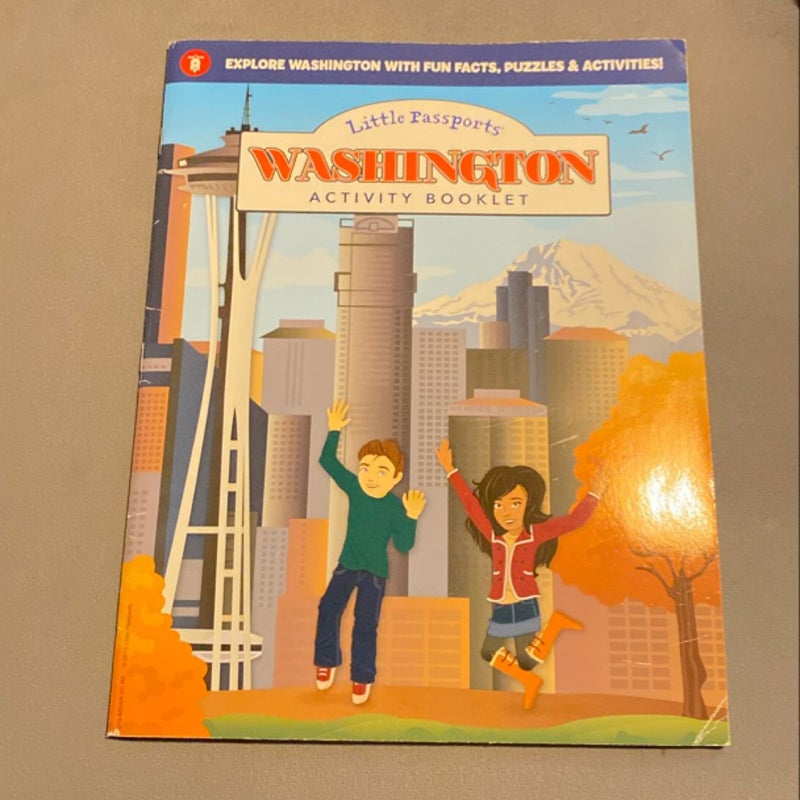 EXPLORE WASHINGTON WITH FUN FACTS, PUZZLES & ACTIVITIES!
Little Passports
WASHINGTON
ACTIVITY BOOKLET